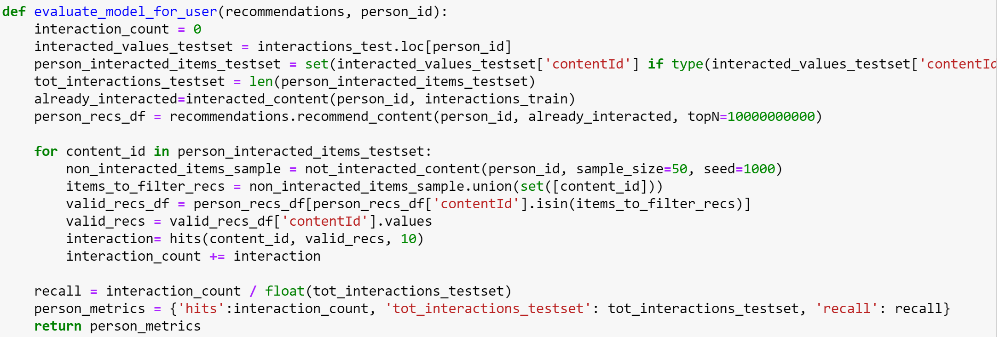 def evaluate_model_for_user(recommendations, person_id):
    interaction_count = 0
    interacted_values_testset = interactions_test.loc[person_id]
    person_interacted_items_testset = set(interacted_values_testset['contentId'] if type(interacted_values_testset['contentId
    tot_interactions_testset = len(person_interacted_items_testset)
    already_interacted=interacted_content(person_id, interactions_train)
    person_recs_df = recommendations.recommend_content(person_id, already_interacted, topN=10000000000)

    for content_id in person_interacted_items_testset:
        non_interacted_items_sample = not_interacted_content(person_id, sample_size=50, seed=1000)
        items_to_filter_recs = non_interacted_items_sample.union(set([content_id]))
        valid_recs_df = person_recs_df[person_recs_df['contentId'].isin(items_to_filter_recs)]
        valid_recs = valid_recs_df['contentId'].values
        interaction= hits(content_id, valid_recs, 10)
        interaction_count += interaction

    recall = interaction_count / float(tot_interactions_testset)
    person_metrics = {'hits':interaction_count, 'tot_interactions_testset': tot_interactions_testset, 'recall': recall}
    return person_metrics